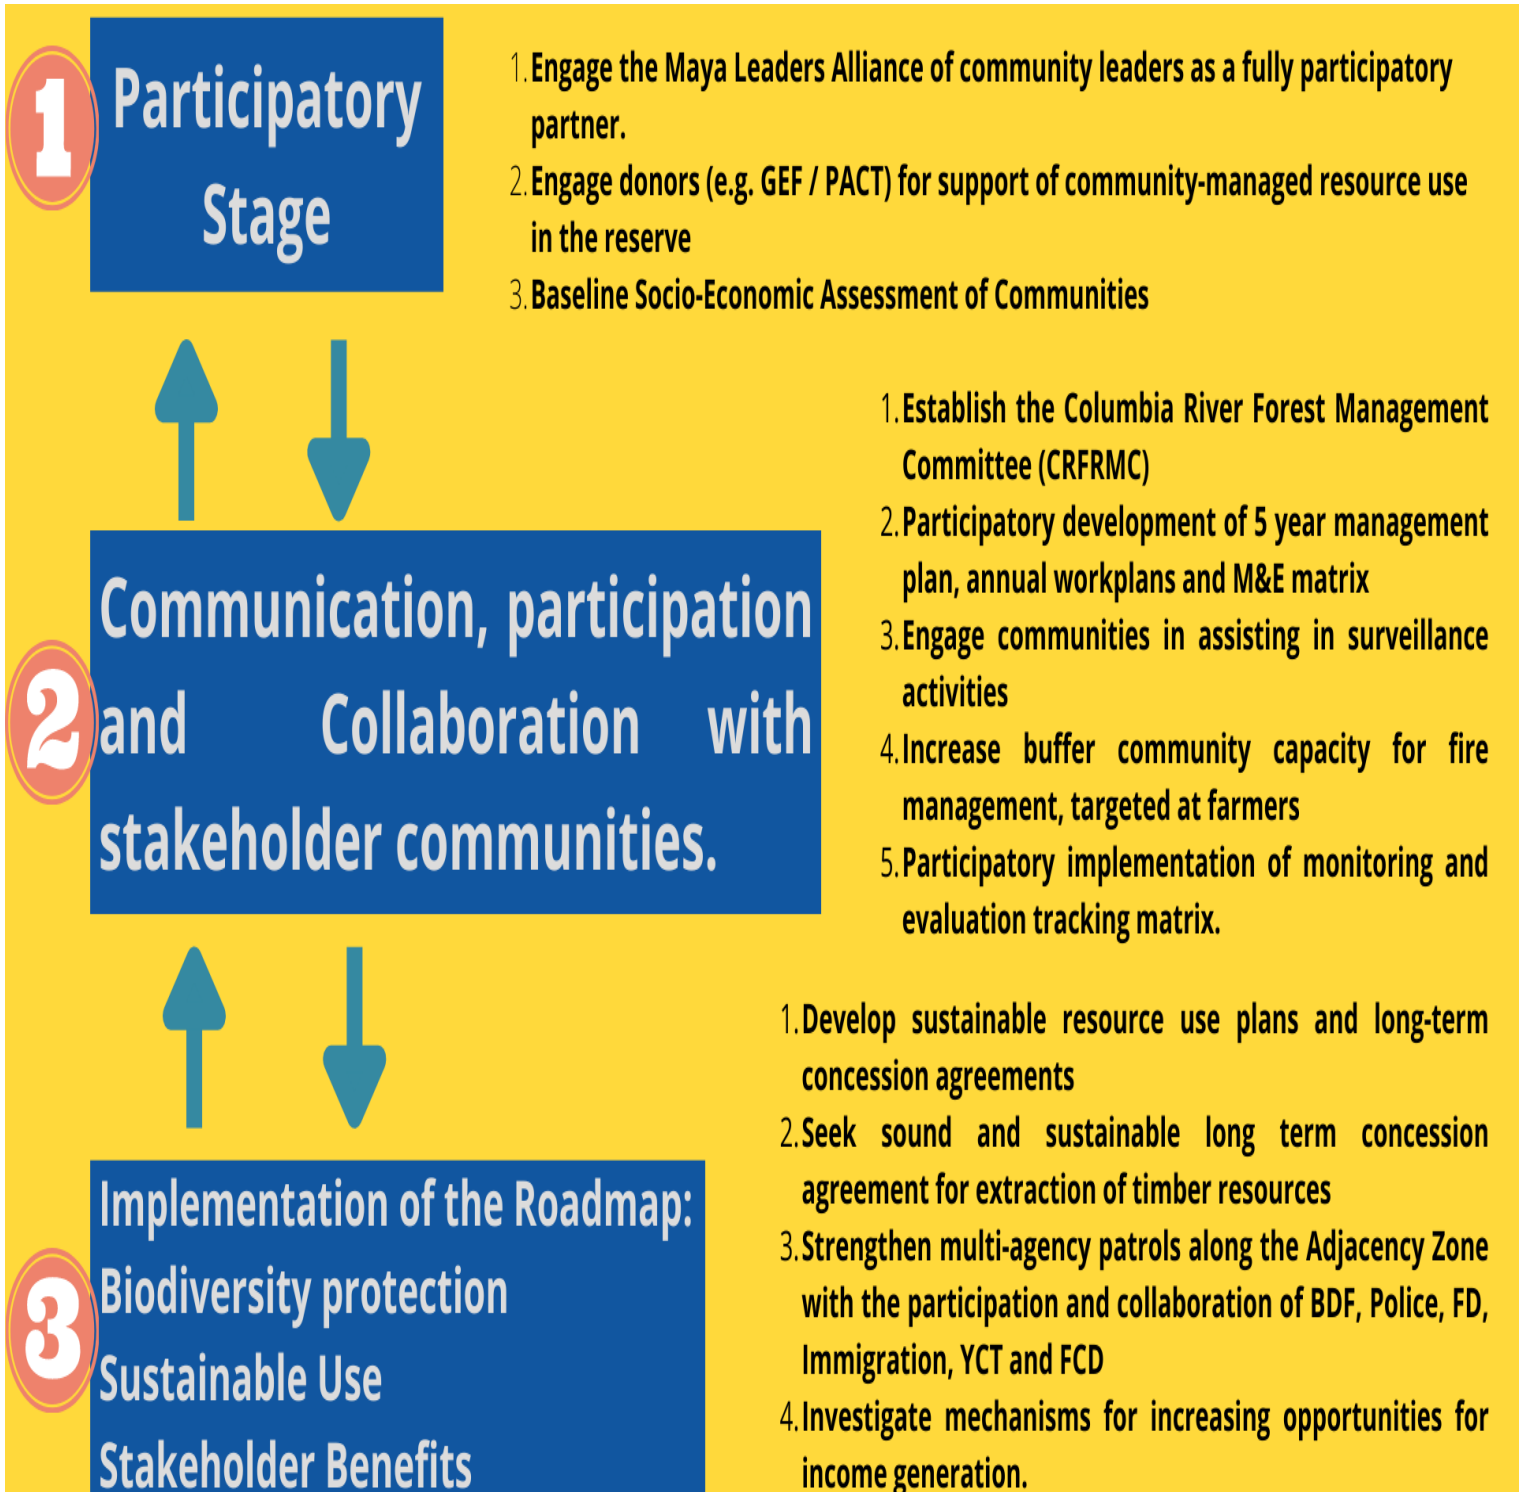 1
Participatory
Stage
1. Engage the Maya Leaders Alliance of community leaders as a fully participatory
partner.
2. Engage donors (e.g. GEF / PACT) for support of community-managed resource use
in the reserve
3. Baseline Socio-Economic Assessment of Communities
2
Communication, participation
and Collaboration with
stakeholder communities.
1. Establish the Columbia River Forest Management
Committee (CRFRMC)
2. Participatory development of 5 year management
plan, annual workplans and M&E matrix
3. Engage communities in assisting in surveillance
activities
4. Increase buffer community capacity for fire
management, targeted at farmers
5. Participatory implementation of monitoring and
evaluation tracking matrix.
3
Implementation of the Roadmap:
Biodiversity protection
Sustainable Use
Stakeholder Benefits
1. Develop sustainable resource use plans and long-term
concession agreements
2. Seek sound and sustainable long term concession
agreement for extraction of timber resources
3. Strengthen multi-agency patrols along the Adjacency Zone
with the participation and collaboration of BDF, Police, FD,
Immigration, YCT and FCD
4. Investigate mechanisms for increasing opportunities for
income generation.